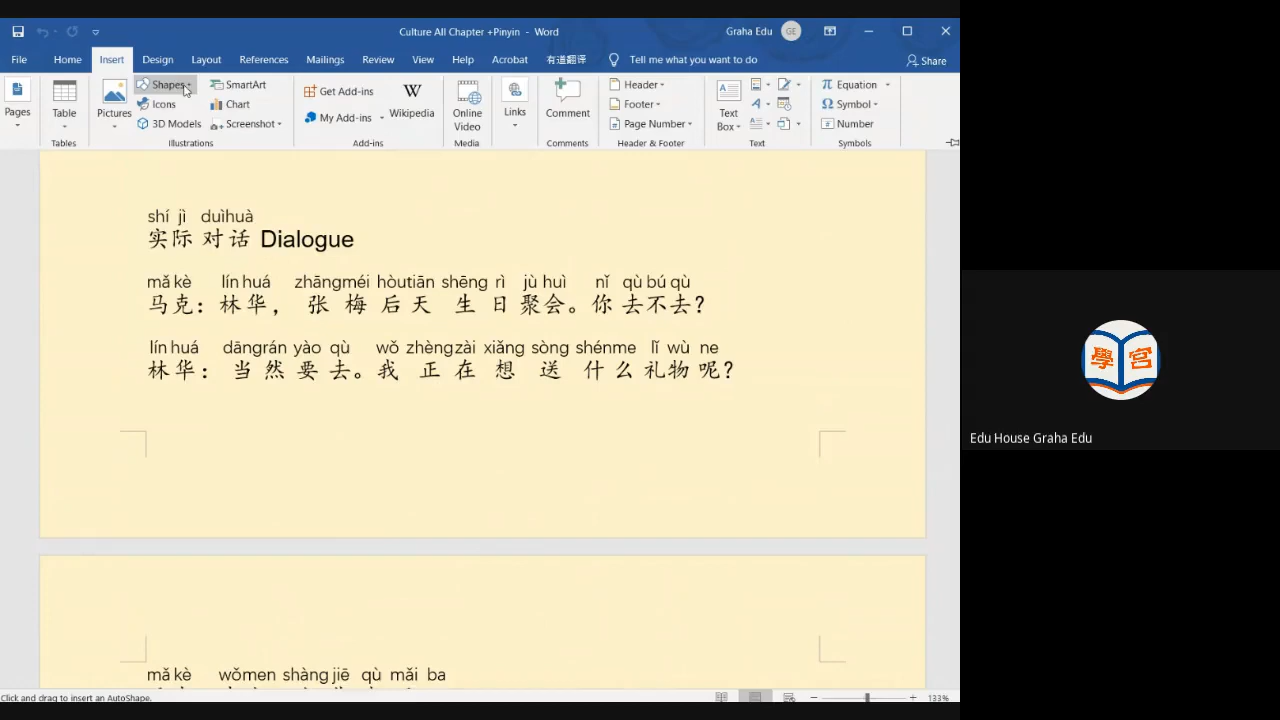 Culture All Chapter +Pinyin - Word
Graha Edu GE
File Home Insert Design Layout References Mailings Review View Help Acrobat 有道翻译 Tell me what you want to do Share
Pages
Table
Pictures
Shapes
Icons
3D Models
SmartArt
Chart
Screenshot
Get Add-ins
My Add-ins
W
Wikipedia
Online Video
Links
Comment
Header
Footer
Page Number
Text Box
Equation
Symbol
Number
Tables Illustrations Add-ins Media Comments Header & Footer Text Symbols
shí jì duìhuà
实际对话 Dialogue
mǎ kè lín huá zhāngméi hòutiān shēng rì jù huì nǐ qù bú qù
马克：林华，张梅后天生日聚会。你去不去？
lín huá dāngrán yào qù wǒ zhèngzài xiǎng sòng shénme lǐ wù ne
林华：当然要去。我正在想送什么礼物呢？
mǎ kè wǒmen shàng jiē qù mǎi ba
Click and drag to insert an AutoShape.
133%
學宮
Edu House Graha Edu